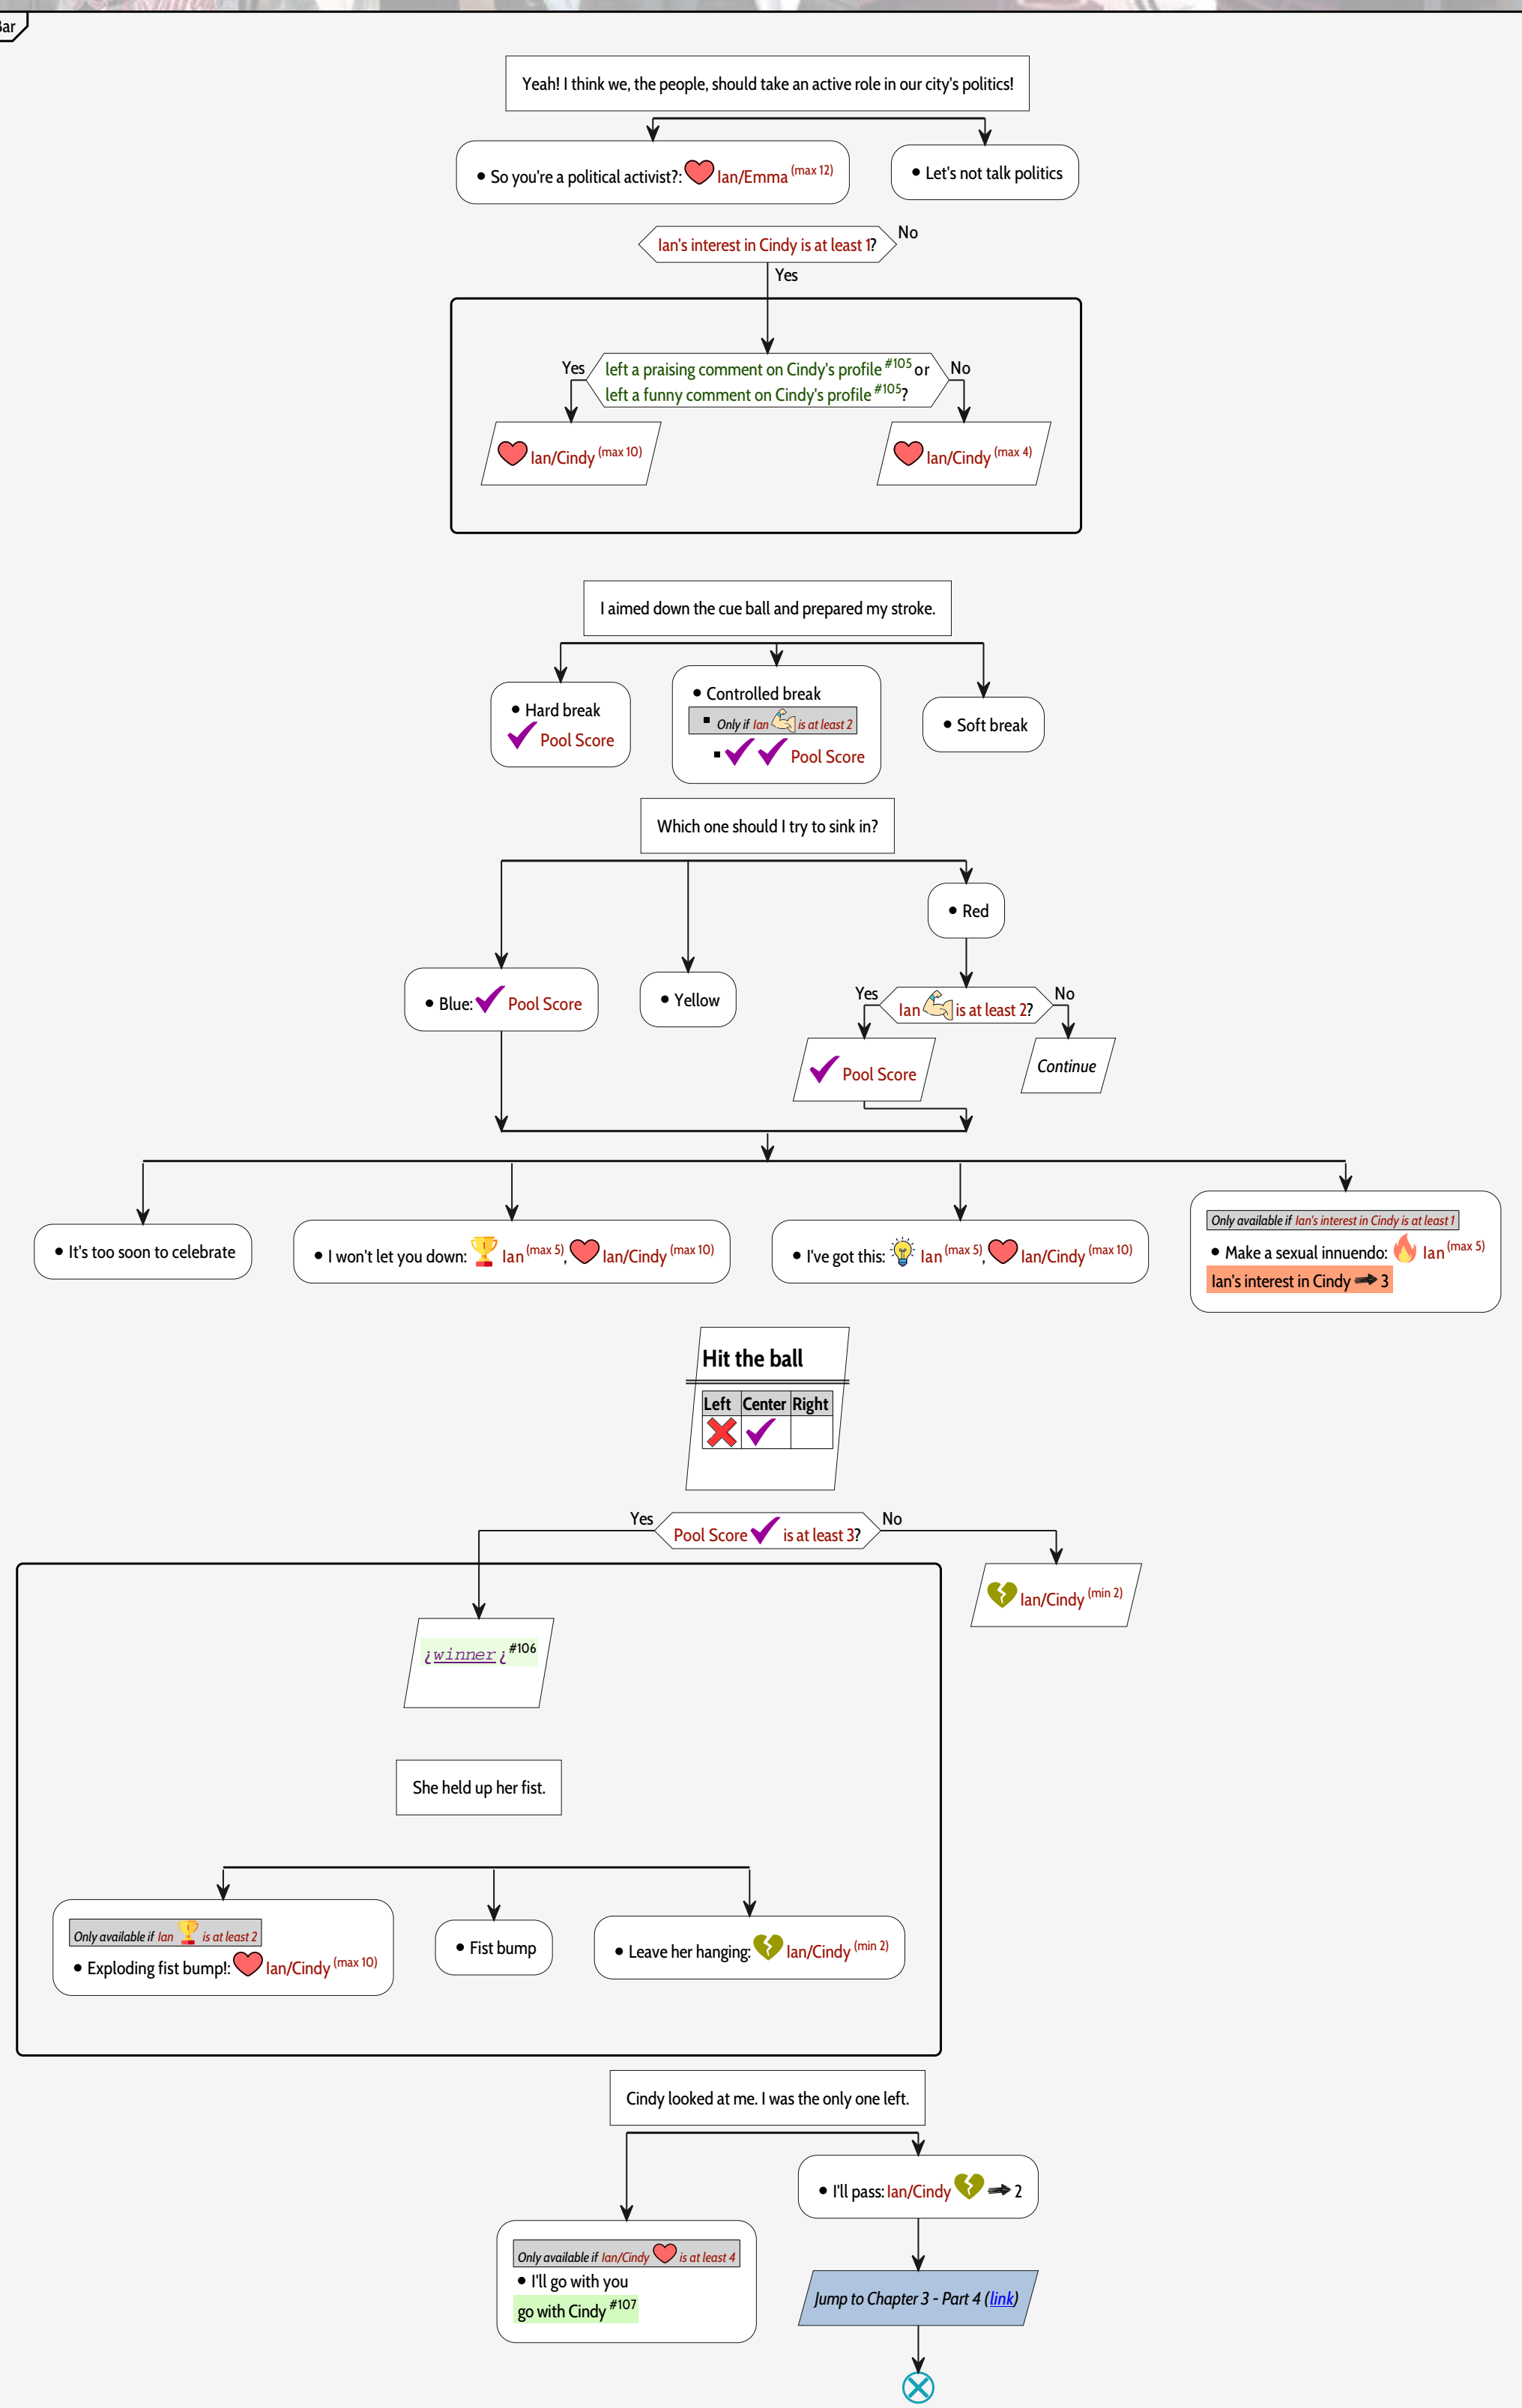 Bar
Yeah! I think we, the people, should take an active role in our city's politics!
• So you're a political activist?: Ian/Emma (max 12)
• Let's not talk politics
Ian's interest in Cindy is at least 1?
No
Yes
Yes
left a praising comment on Cindy's profile #105 or
left a funny comment on Cindy's profile #105?
No
Ian/Cindy (max 10)
Ian/Cindy (max 4)
I aimed down the cue ball and prepared my stroke.
• Hard break
Pool Score
• Controlled break
▪ Only if Ian is at least 2
▪ Pool Score
• Soft break
Which one should I try to sink in?
• Red
• Blue: Pool Score
• Yellow
Yes
Ian is at least 2?
No
Pool Score
Continue
• It's too soon to celebrate
• I won't let you down: Ian (max 5), Ian/Cindy (max 10)
• I've got this: Ian (max 5), Ian/Cindy (max 10)
Only available if Ian's interest in Cindy is at least 1
• Make a sexual innuendo: Ian (max 5)
Ian's interest in Cindy 3
Hit the ball
Left Center Right
Yes
Pool Score is at least 3?
No
Ian/Cindy (min 2)
¿winner¿ #106
She held up her fist.
Only available if Ian is at least 2
• Exploding fist bump!: Ian/Cindy (max 10)
• Fist bump
• Leave her hanging: Ian/Cindy (min 2)
Cindy looked at me. I was the only one left.
• I'll pass: Ian/Cindy 2
Only available if Ian/Cindy is at least 4
• I'll go with you
go with Cindy #107
Jump to Chapter 3 - Part 4 (link)